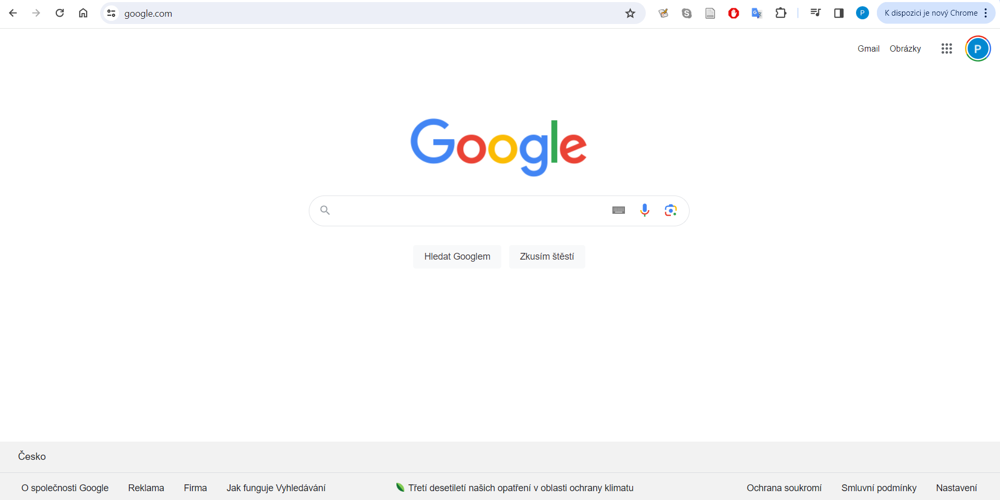 google.com
P
K dispozici je nový Chrome
Gmail Obrázky
P
Google
Hledat Googlem Zkusím štěstí
Česko
O společnosti Google Reklama Firma Jak funguje Vyhledávání Třetí desetiletí našich opatření v oblasti ochrany klimatu Ochrana soukromí Smluvní podmínky Nastavení